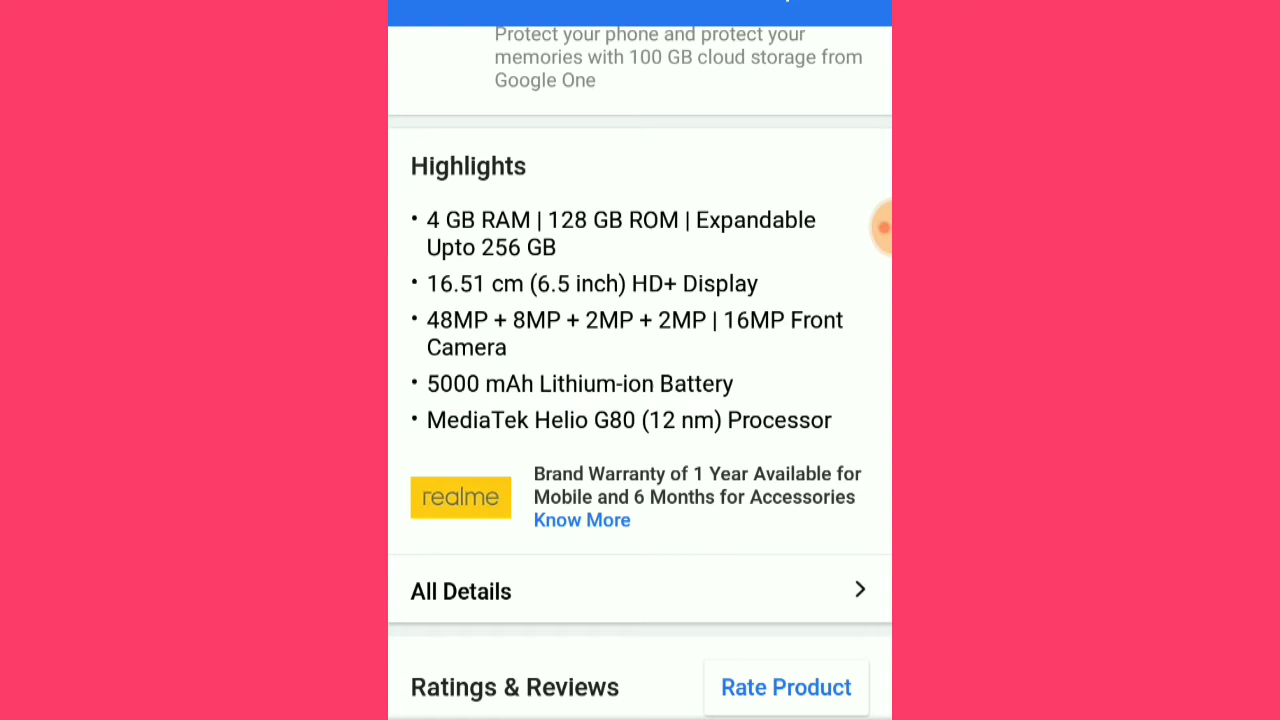 Protect your phone and protect your
memories with 100 GB cloud storage from
Google One
Highlights
• 4 GB RAM | 128 GB ROM | Expandable
Upto 256 GB
• 16.51 cm (6.5 inch) HD+ Display
• 48MP + 8MP + 2MP + 2MP | 16MP Front
Camera
• 5000 mAh Lithium-ion Battery
• MediaTek Helio G80 (12 nm) Processor
realme
Brand Warranty of 1 Year Available for
Mobile and 6 Months for Accessories
Know More
All Details
Ratings & Reviews
Rate Product